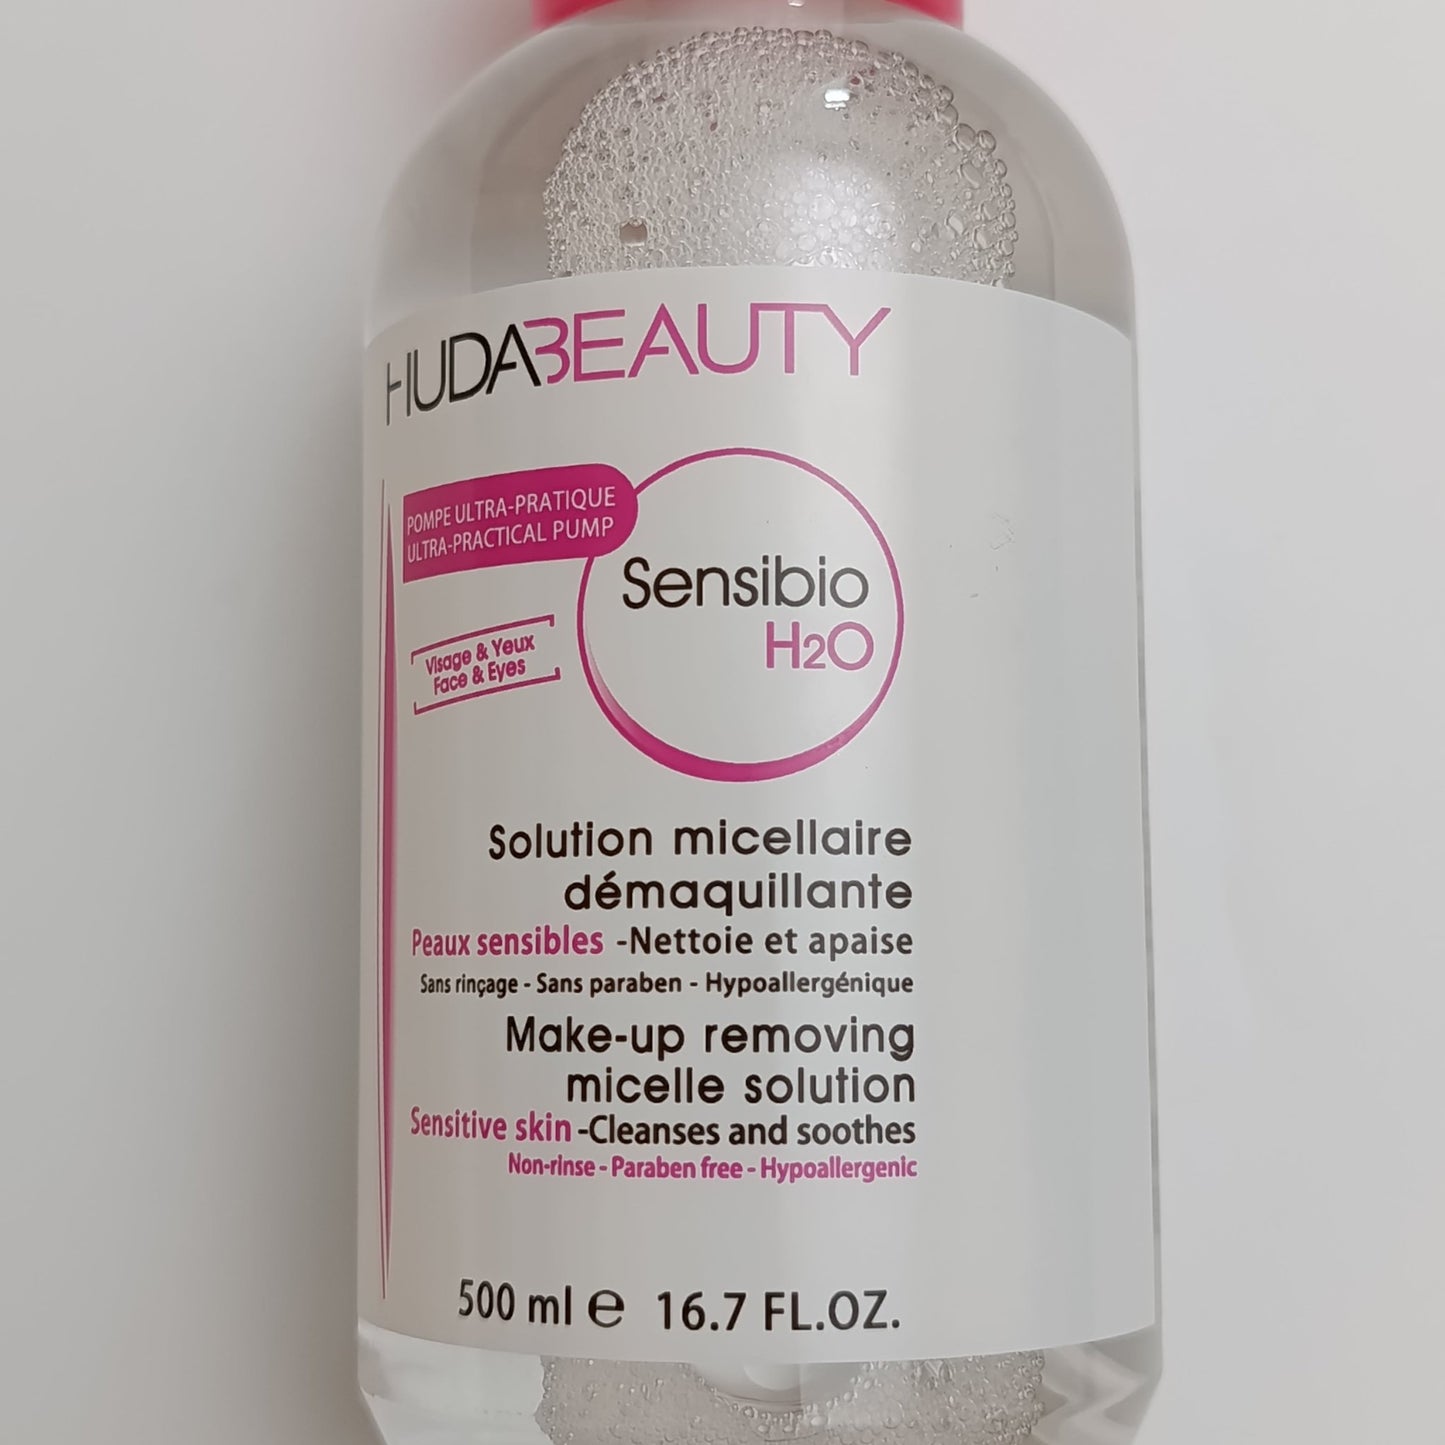 HUDABEAUTY
POMPE ULTRA-PRATIQUE
ULTRA-PRACTICAL PUMP
Sensibio
H2O
Visage & Yeux
Face & Eyes
Solution micellaire
démaquillante
Peaux sensibles -Nettoie et apaise
Sans rinçage - Sans paraben - Hypoallergénique
Make-up removing
micelle solution
Sensitive skin -Cleanses and soothes
Non-rinse - Paraben free - Hypoallergenic
500 ml e 16.7 FL.OZ.